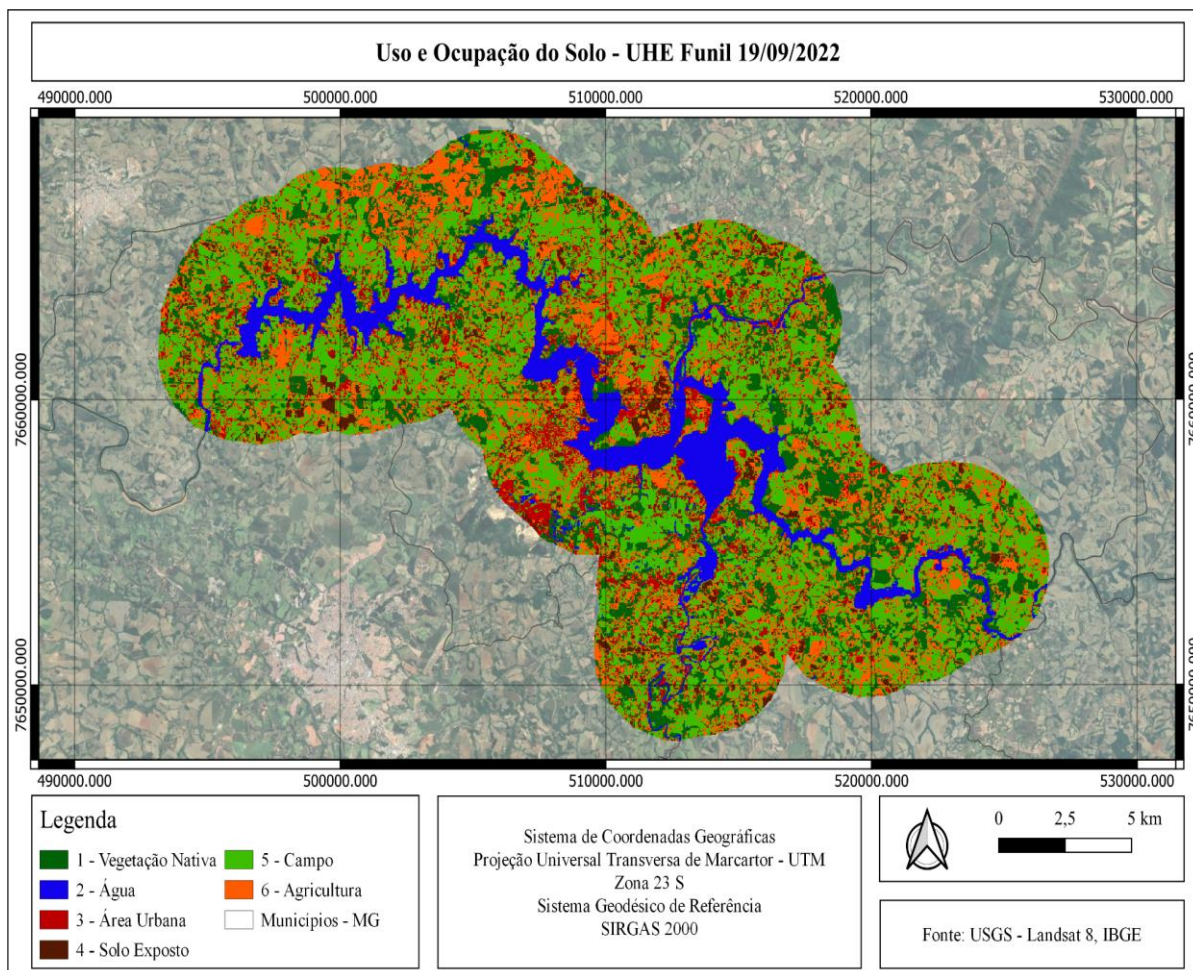 Uso e Ocupação do Solo - UHE Funil 19/09/2022
490000.000 500000.000 510000.000 520000.000 530000.000
7660000.000 7660000.000
7650000.000 7650000.000
490000.000 500000.000 510000.000 520000.000 530000.000
Legenda
1 - Vegetação Nativa
2 - Água
3 - Área Urbana
4 - Solo Exposto
5 - Campo
6 - Agricultura
Municípios - MG
Sistema de Coordenadas Geográficas
Projeção Universal Transversa de Marcartor - UTM
Zona 23 S
Sistema Geodésico de Referência
SIRGAS 2000
0 2,5 5 km
Fonte: USGS - Landsat 8, IBGE